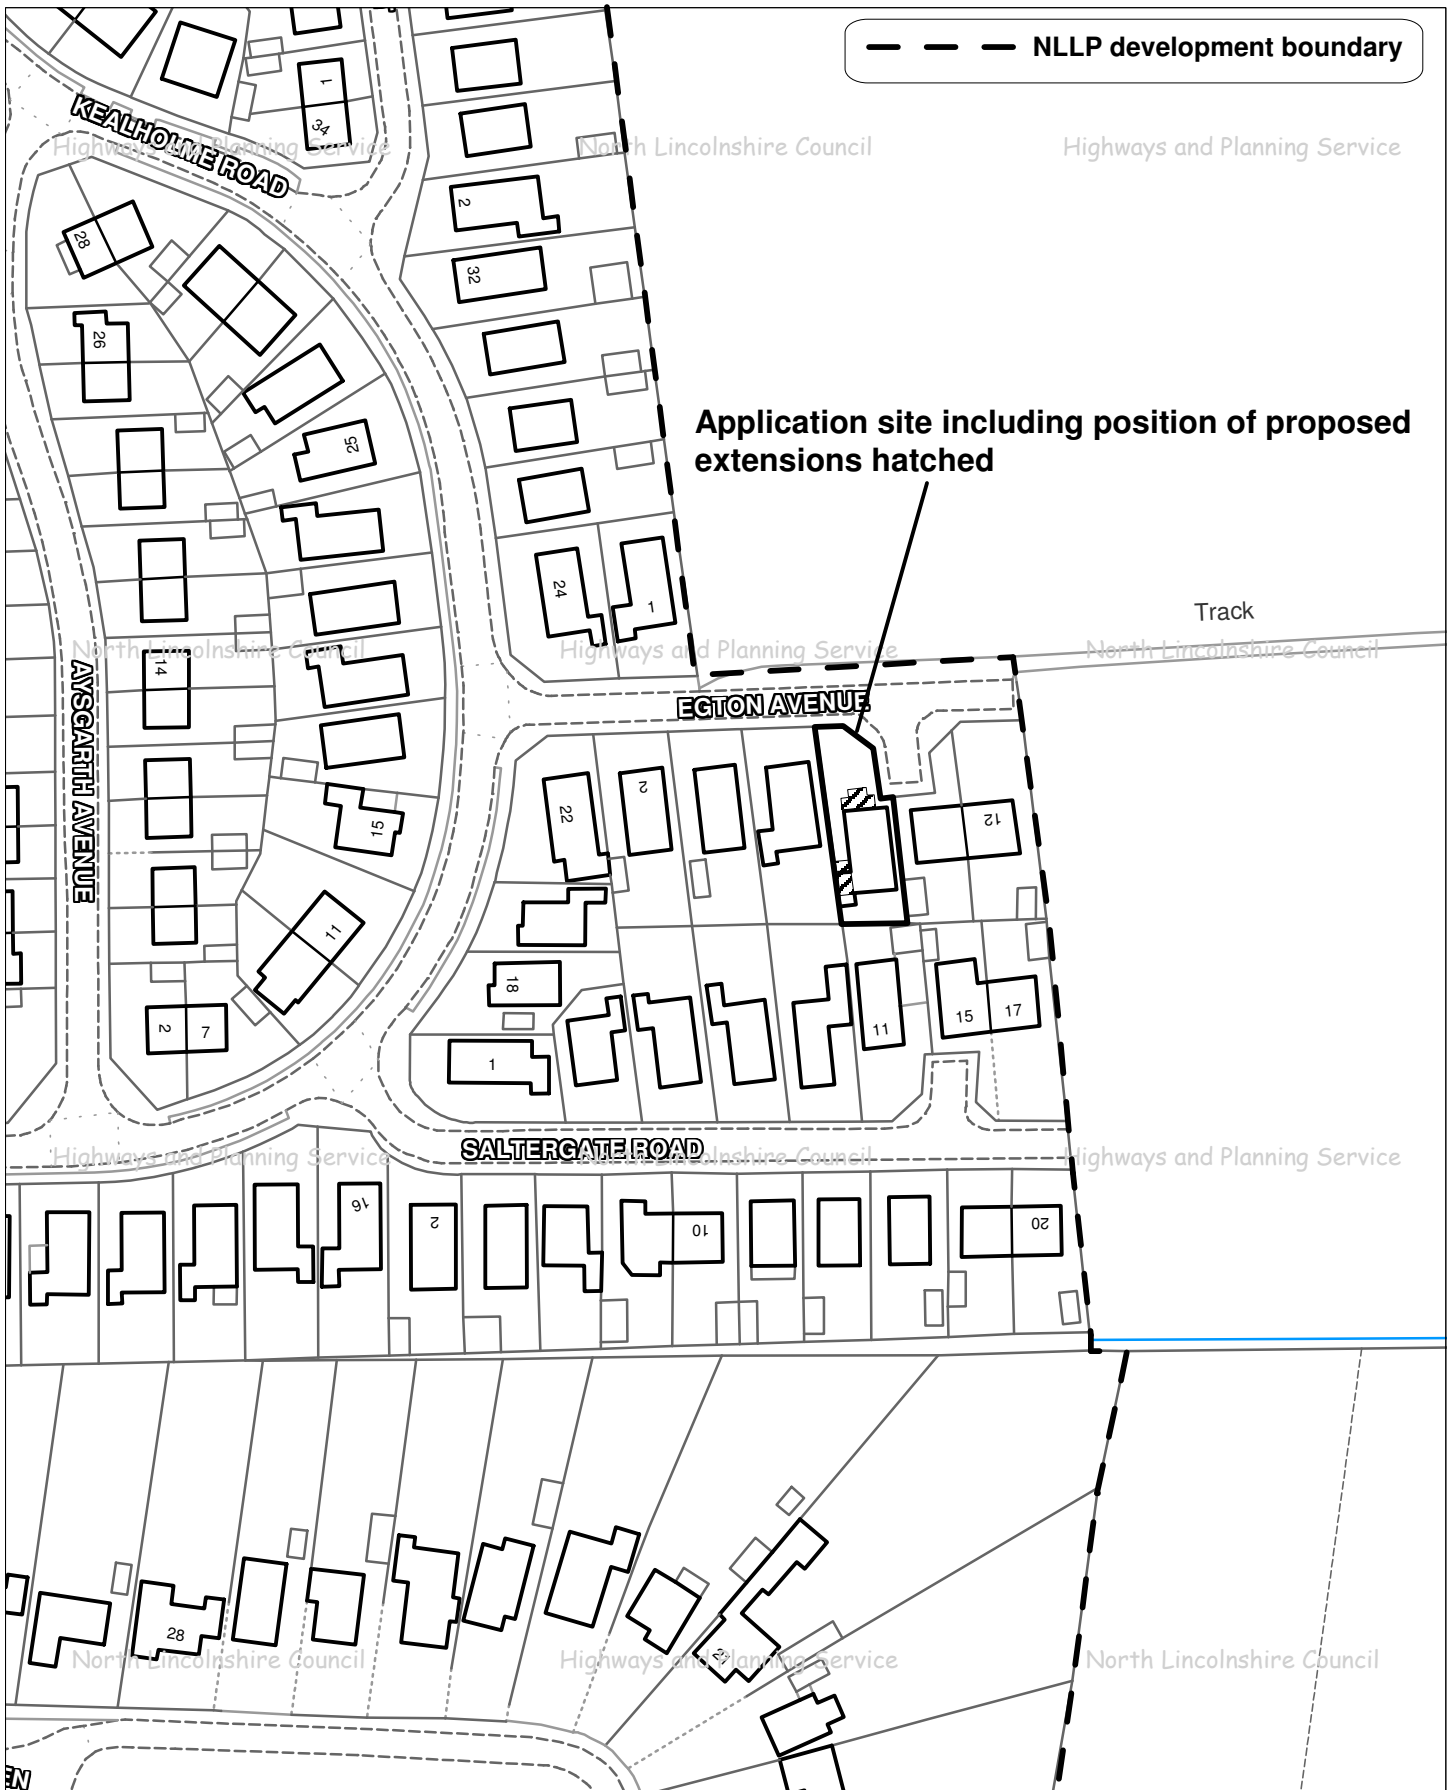 NLLP development boundary
1
34
KEALHOLME ROAD
Highways and Planning Service
North Lincolnshire Council
Highways and Planning Service
2
28
32
26
Application site including position of proposed
extensions hatched
25
24
1
Track
North Lincolnshire Council
Highways and Planning Service
North Lincolnshire Council
14
AYSGARTH AVENUE
EGTON AVENUE
22
2
15
12
11
18
15
17
11
2
7
1
SALTERGATE ROAD
Highways and Planning Service
North Lincolnshire Council
Highways and Planning Service
16
2
10
20
28
North Lincolnshire Council
Highways and Planning Service
North Lincolnshire Council
EN